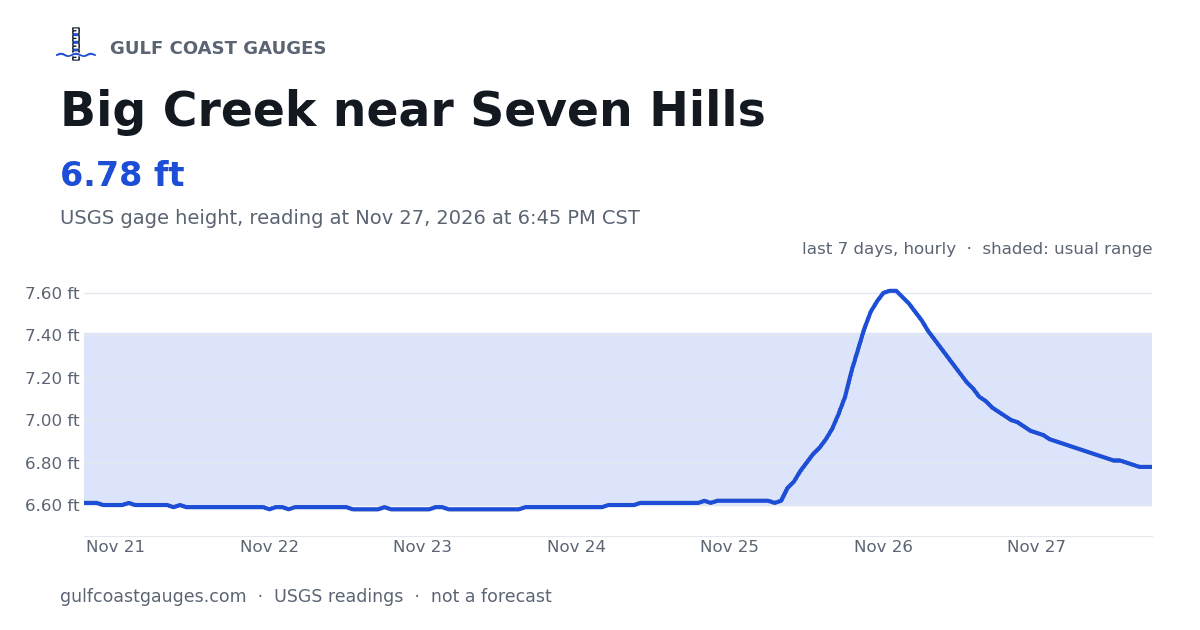 GULF COAST GAUGES
Big Creek near Seven Hills
6.78 ft
USGS gage height, reading at Nov 27, 2026 at 6:45 PM CST
last 7 days, hourly · shaded: usual range
7.60 ft
7.40 ft
7.20 ft
7.00 ft
6.80 ft
6.60 ft
Nov 21 Nov 22 Nov 23 Nov 24 Nov 25 Nov 26 Nov 27
gulfcoastgauges.com · USGS readings · not a forecast